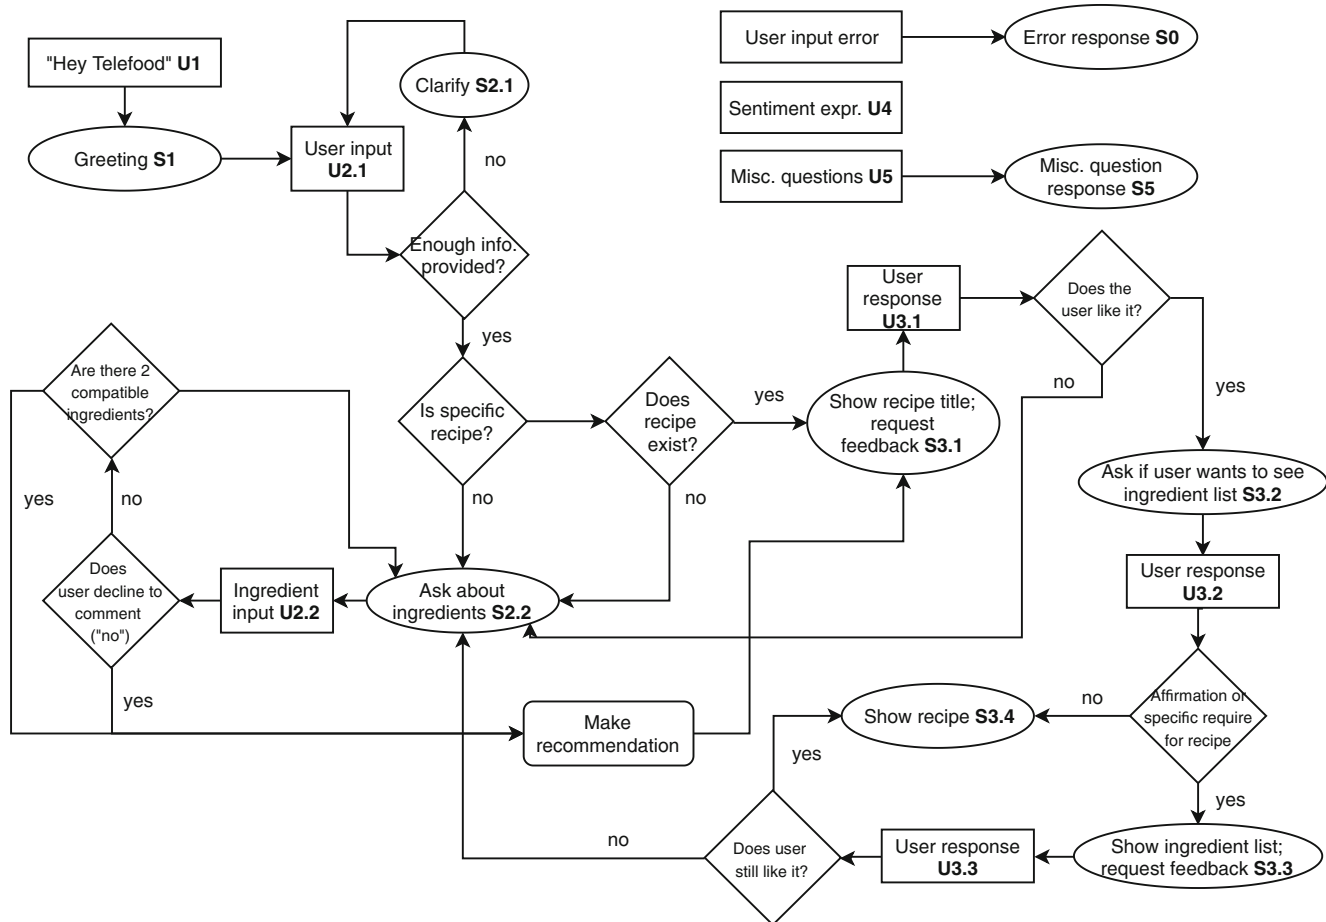 "Hey Telefood" U1
Greeting S1
Clarify S2.1
User input
U2.1
no
Enough info.
provided?
yes
User input error
Error response S0
Sentiment expr. U4
Misc. questions U5
Misc. question
response S5
User
response
U3.1
Does the
user like it?
no
yes
Are there 2
compatible
ingredients?
yes
no
Is specific
recipe?
no
Does
recipe
exist?
yes
no
Show recipe title;
request
feedback S3.1
Ask if user wants to see
ingredient list S3.2
Does
user decline to
comment
("no")
yes
Ingredient
input U2.2
Ask about
ingredients S2.2
User response
U3.2
Make
recommendation
Show recipe S3.4
no
Affirmation or
specific require
for recipe
yes
yes
no
Does user
still like it?
User response
U3.3
Show ingredient list;
request feedback S3.3